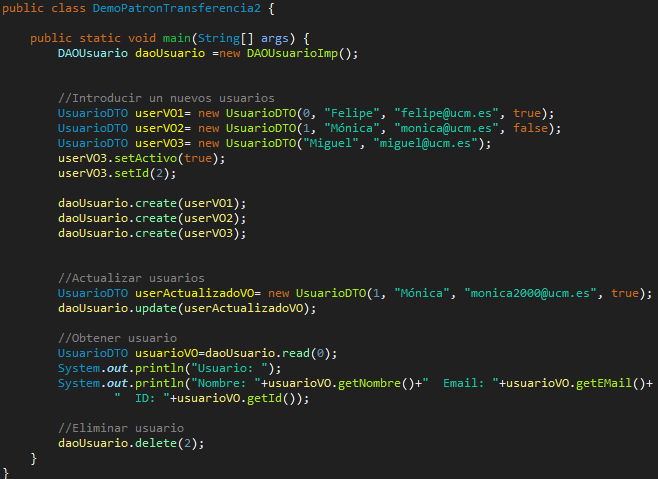 public class DemoPatronTransferencia2 {
public static void main(String[] args) {
DAOUsuario daoUsuario =new DAOUsuarioImp();
//Introducir un nuevos usuarios
UsuarioDTO userVO1= new UsuarioDTO(0, "Felipe", "felipe@ucm.es", true);
UsuarioDTO userVO2= new UsuarioDTO(1, "Mónica", "monica@ucm.es", false);
UsuarioDTO userVO3= new UsuarioDTO("Miguel", "miguel@ucm.es");
userVO3.setActivo(true);
userVO3.setId(2);
daoUsuario.create(userVO1);
daoUsuario.create(userVO2);
daoUsuario.create(userVO3);
//Actualizar usuarios
UsuarioDTO userActualizadoVO= new UsuarioDTO(1, "Mónica", "monica2000@ucm.es", true);
daoUsuario.update(userActualizadoVO);
//Obtener usuario
UsuarioDTO usuarioVO=daoUsuario.read(0);
System.out.println("Usuario: ");
System.out.println("Nombre: "+usuarioVO.getNombre()+"  Email: "+usuarioVO.getEMail()+
"  ID: "+usuarioVO.getId());
//Eliminar usuario
daoUsuario.delete(2);
}
}